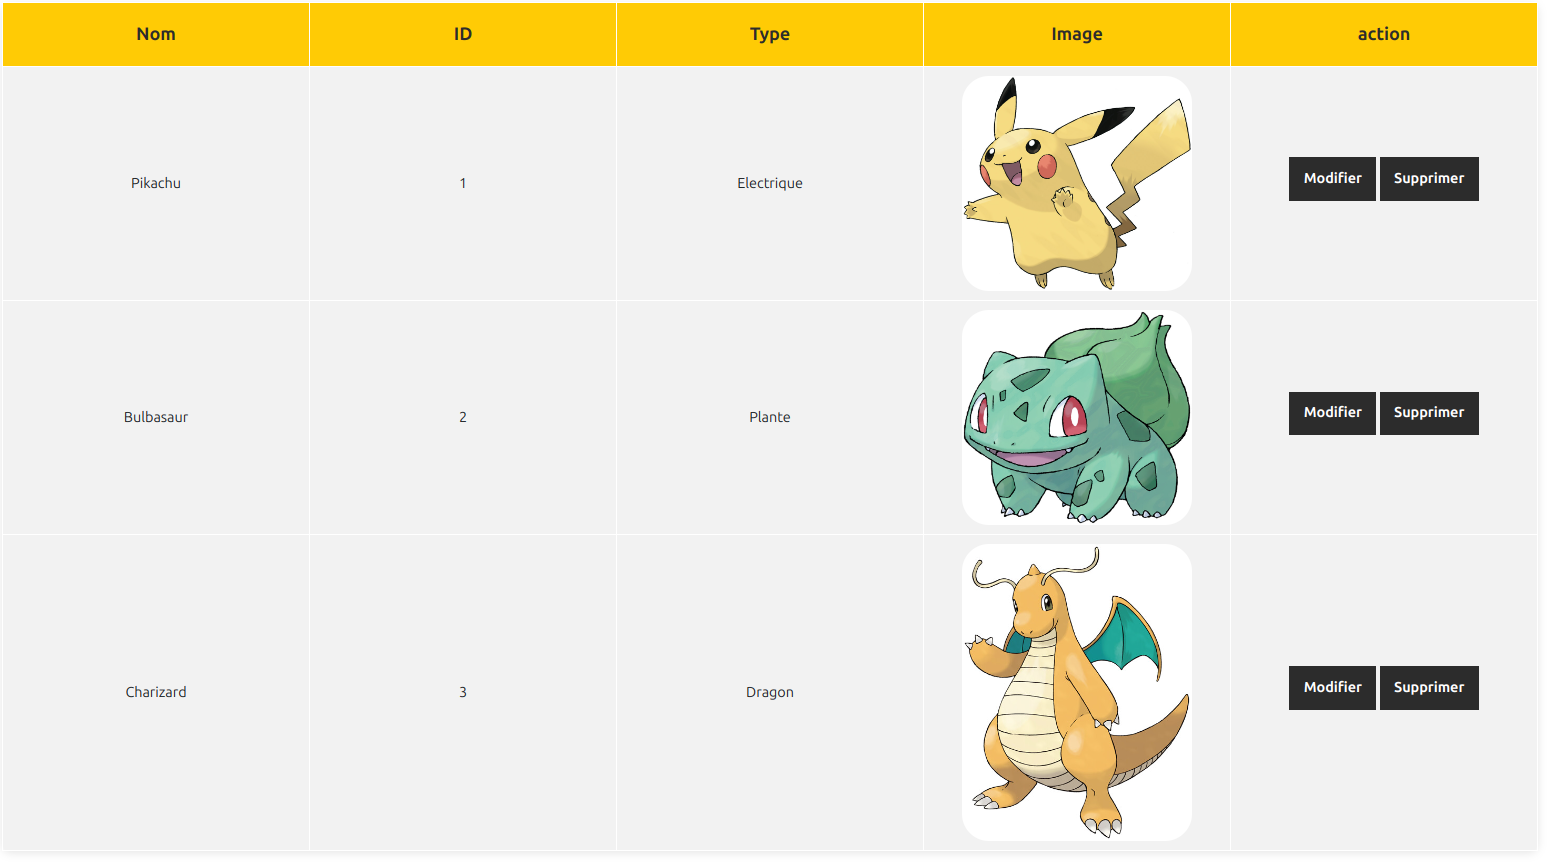 Nom ID Type Image action
Pikachu 1 Electrique Modifier Supprimer
Bulbasaur 2 Plante Modifier Supprimer
Charizard 3 Dragon Modifier Supprimer